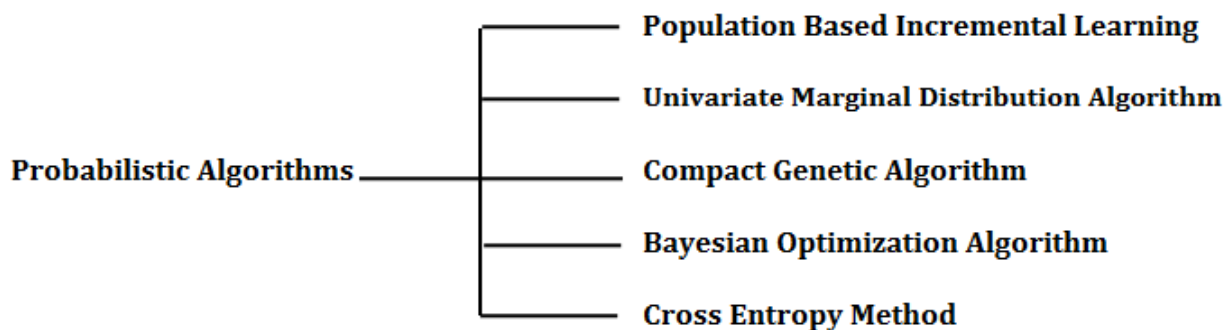 Population Based Incremental Learning
Univariate Marginal Distribution Algorithm
Probabilistic Algorithms
Compact Genetic Algorithm
Bayesian Optimization Algorithm
Cross Entropy Method